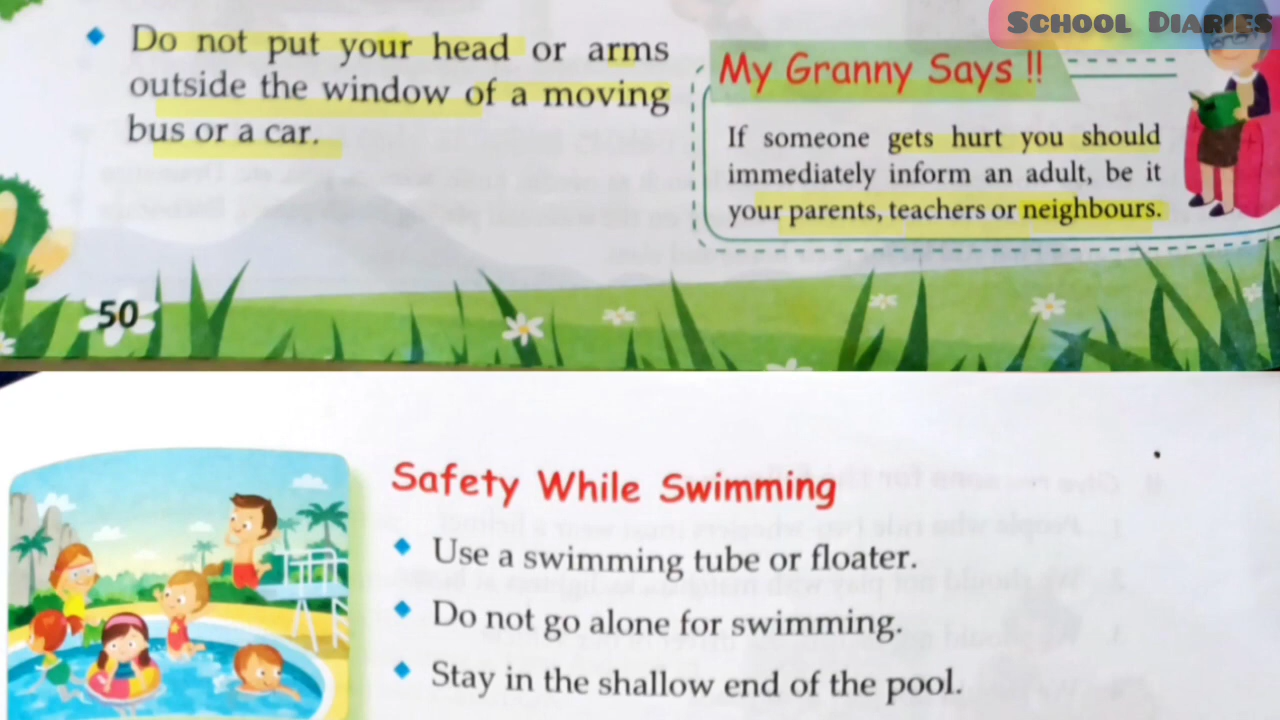 SCHOOL DIARIES
Do not put your head or arms
outside the window of a moving
bus or a car.
My Granny Says !!
If someone gets hurt you should
immediately inform an adult, be it
your parents, teachers or neighbours.
50
Safety While Swimming
Use a swimming tube or floater.
Do not go alone for swimming.
Stay in the shallow end of the pool.